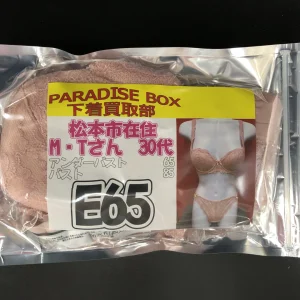 PARADISE BOX
下着買取部
松本市在住
M・Tさん 30代
アンダーバスト 65
バスト 85
E65